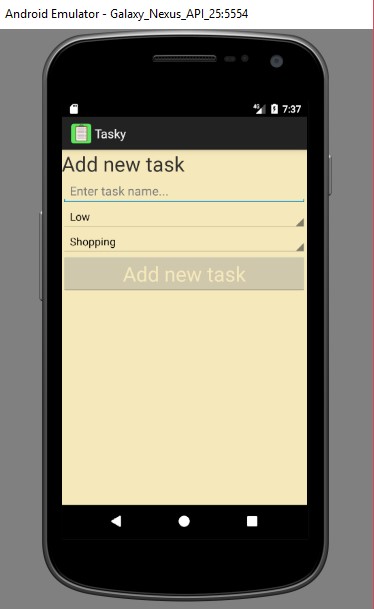 Android Emulator - Galaxy_Nexus_API_25:5554
4G 7:37
Tasky
Add new task
Enter task name...
Low
Shopping
Add new task